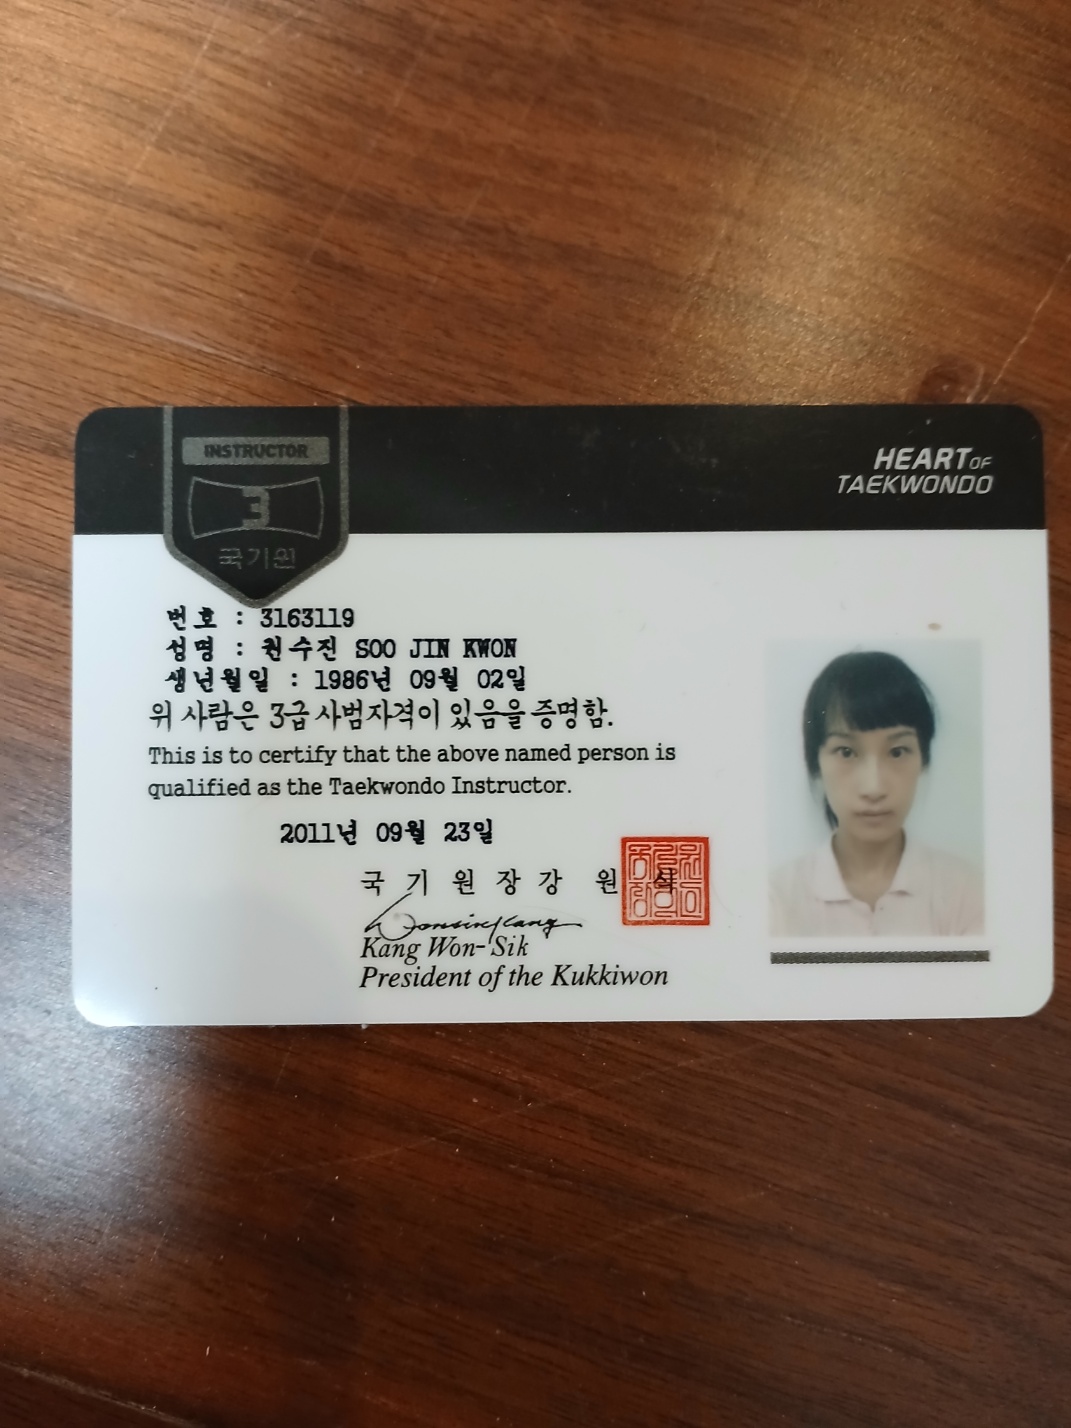 INSTRUCTOR
3
국기원
HEART OF
TAEKWONDO
번호 : 3163119
성명 : 권수진 SOO JIN KWON
생년월일 : 1986년 09월 02일
위 사람은 3급 사범자격이 있음을 증명함.
This is to certify that the above named person is
qualified as the Taekwondo Instructor.
2011년 09월 23일
국 기 원 장 강 원 식
Wonsik Kang
Kang Won-Sik
President of the Kukkiwon